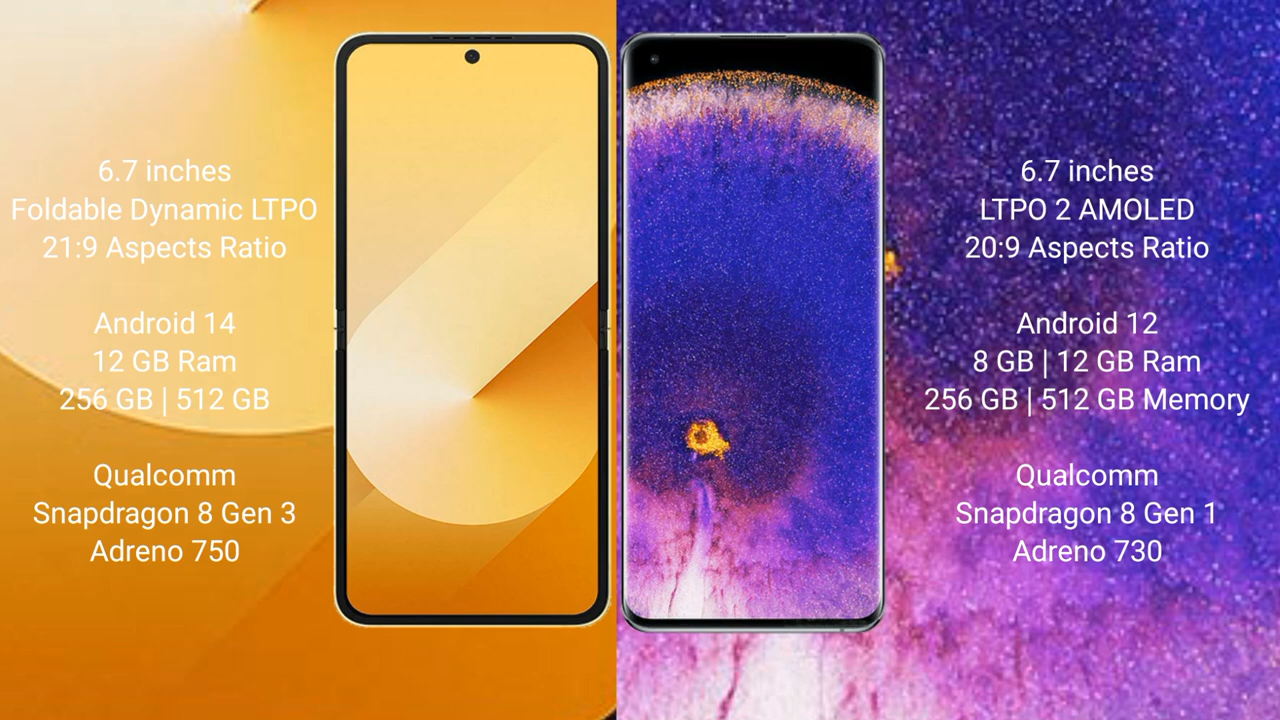 6.7 inches
Foldable Dynamic LTPO
21:9 Aspects Ratio
Android 14
12 GB Ram
256 GB | 512 GB
Qualcomm
Snapdragon 8 Gen 3
Adreno 750
6.7 inches
LTPO 2 AMOLED
20:9 Aspects Ratio
Android 12
8 GB | 12 GB Ram
256 GB | 512 GB Memory
Qualcomm
Snapdragon 8 Gen 1
Adreno 730